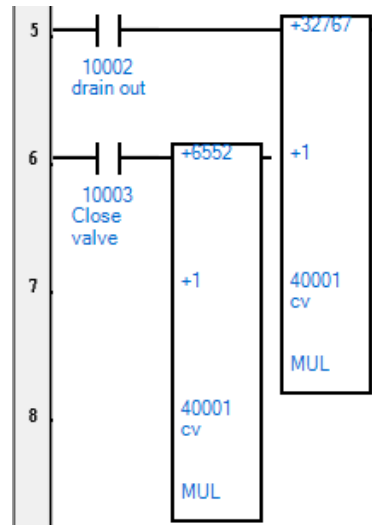 5
+32767
10002
drain out
6
+6552
+1
10003
Close
valve
7
+1
40001
cv
MUL
8
40001
cv
MUL